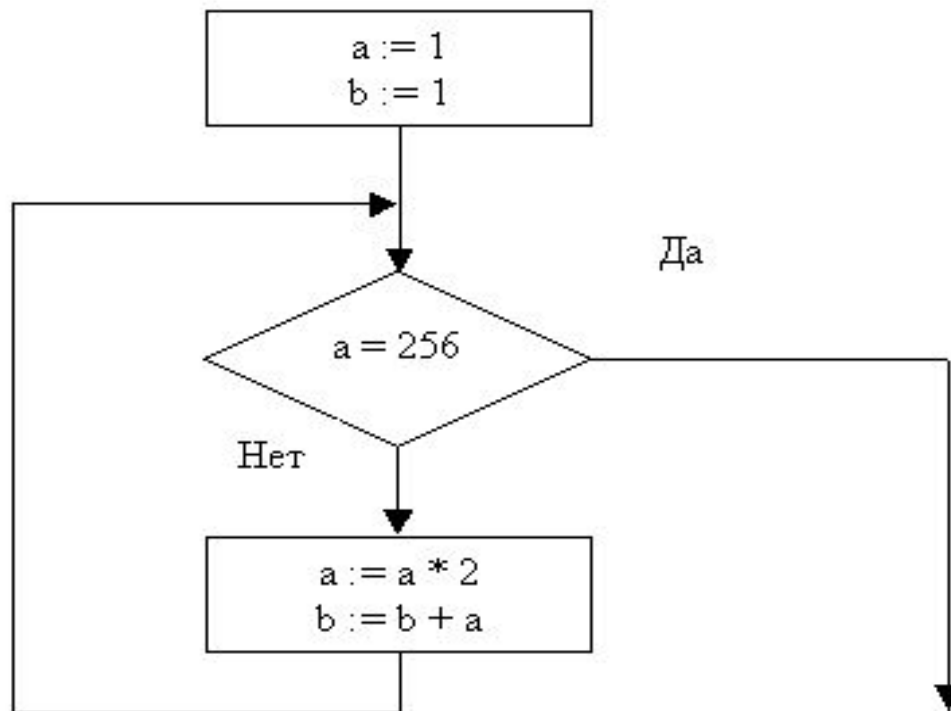 a := 1
b := 1
Да
a = 256
Нет
a := a * 2
b := b + a